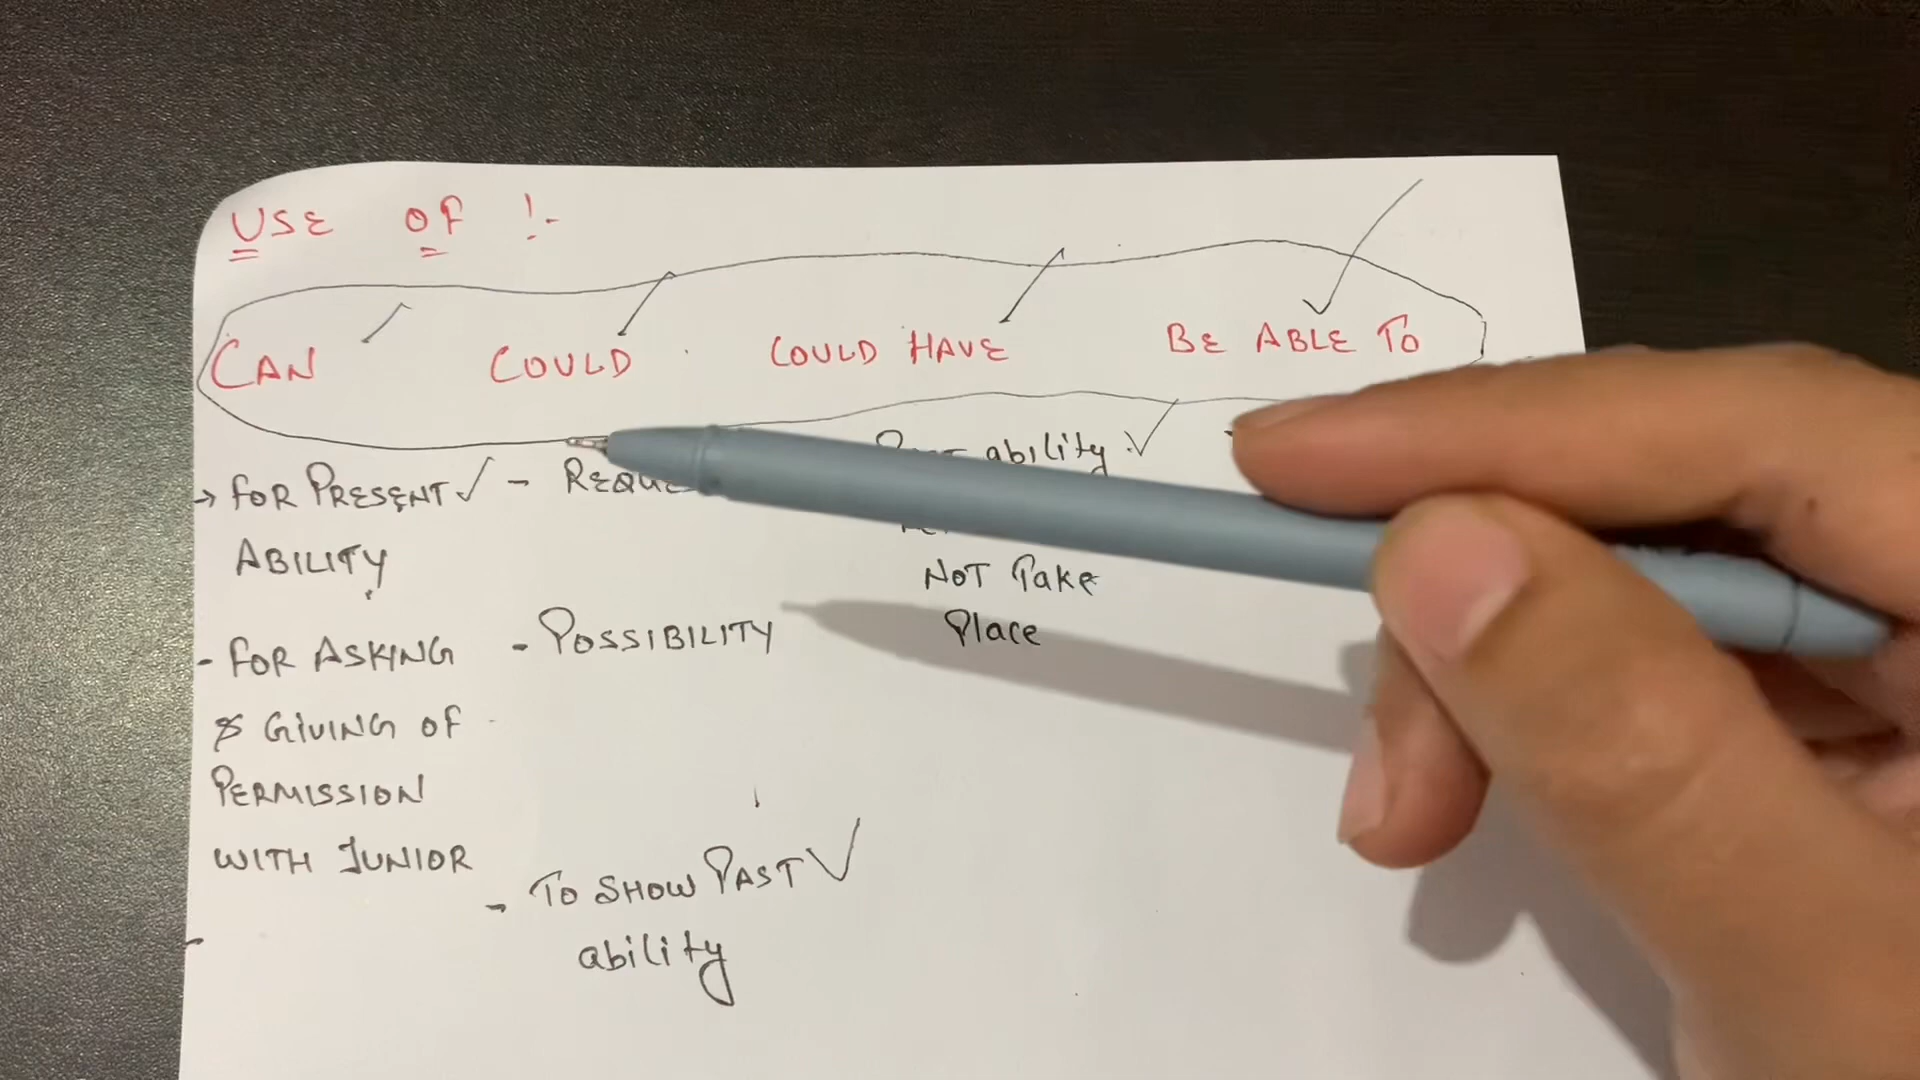 USE OF :-
CAN COULD COULD HAVE BE ABLE TO
→ FOR PRESENT ✓
ABILITY
- FOR ASKING
& GIVING OF
PERMISSION
WITH JUNIOR
-
-
- POSSIBILITY
- TO SHOW PAST ✓
ability
ability ✓
NOT Take
Place